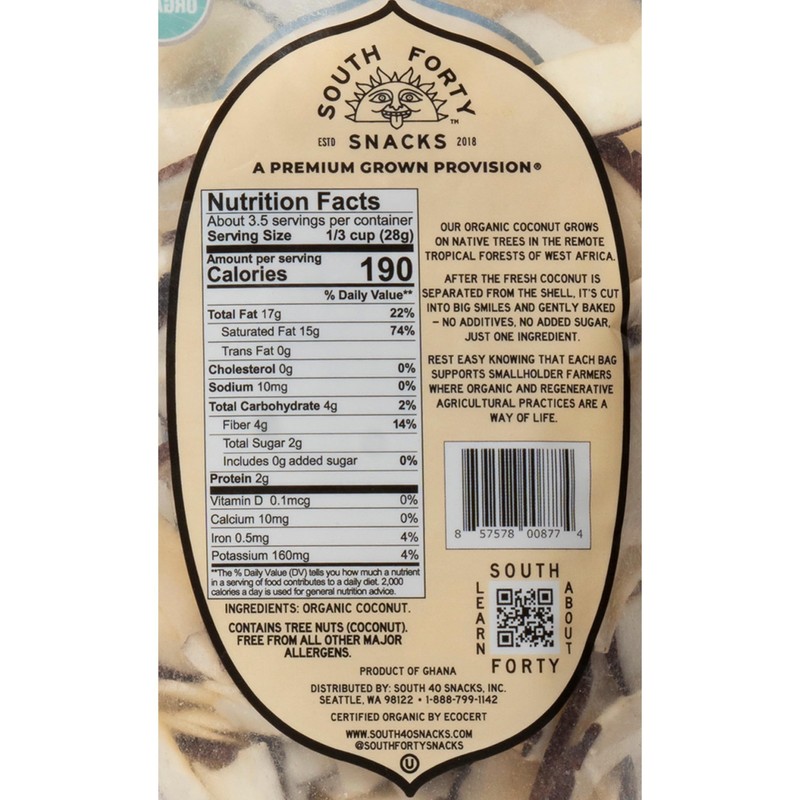 SOUTH FORTY
ESTD SNACKS 2018
™
A PREMIUM GROWN PROVISION®
Nutrition Facts
About 3.5 servings per container
Serving Size 1/3 cup (28g)
Amount per serving
Calories 190
% Daily Value**
Total Fat 17g 22%
Saturated Fat 15g 74%
Trans Fat 0g
Cholesterol 0g 0%
Sodium 10mg 0%
Total Carbohydrate 4g 2%
Fiber 4g 14%
Total Sugar 2g
Includes 0g added sugar 0%
Protein 2g
Vitamin D 0.1mcg 0%
Calcium 10mg 0%
Iron 0.5mg 4%
Potassium 160mg 4%
**The % Daily Value (DV) tells you how much a nutrient
in a serving of food contributes to a daily diet. 2,000
calories a day is used for general nutrition advice.
INGREDIENTS: ORGANIC COCONUT.
CONTAINS TREE NUTS (COCONUT).
FREE FROM ALL OTHER MAJOR
ALLERGENS.
OUR ORGANIC COCONUT GROWS
ON NATIVE TREES IN THE REMOTE
TROPICAL FORESTS OF WEST AFRICA.
AFTER THE FRESH COCONUT IS
SEPARATED FROM THE SHELL, IT'S CUT
INTO BIG SMILES AND GENTLY BAKED
– NO ADDITIVES, NO ADDED SUGAR,
JUST ONE INGREDIENT.
REST EASY KNOWING THAT EACH BAG
SUPPORTS SMALLHOLDER FARMERS
WHERE ORGANIC AND REGENERATIVE
AGRICULTURAL PRACTICES ARE A
WAY OF LIFE.
8 57578 00877 4
LEARN
ABOUT
SOUTH
FORTY
PRODUCT OF GHANA
DISTRIBUTED BY: SOUTH 40 SNACKS, INC.
SEATTLE, WA 98122 • 1-888-799-1142
CERTIFIED ORGANIC BY ECOCERT
WWW.SOUTH40SNACKS.COM
@SOUTHFORTYSNACKS
U